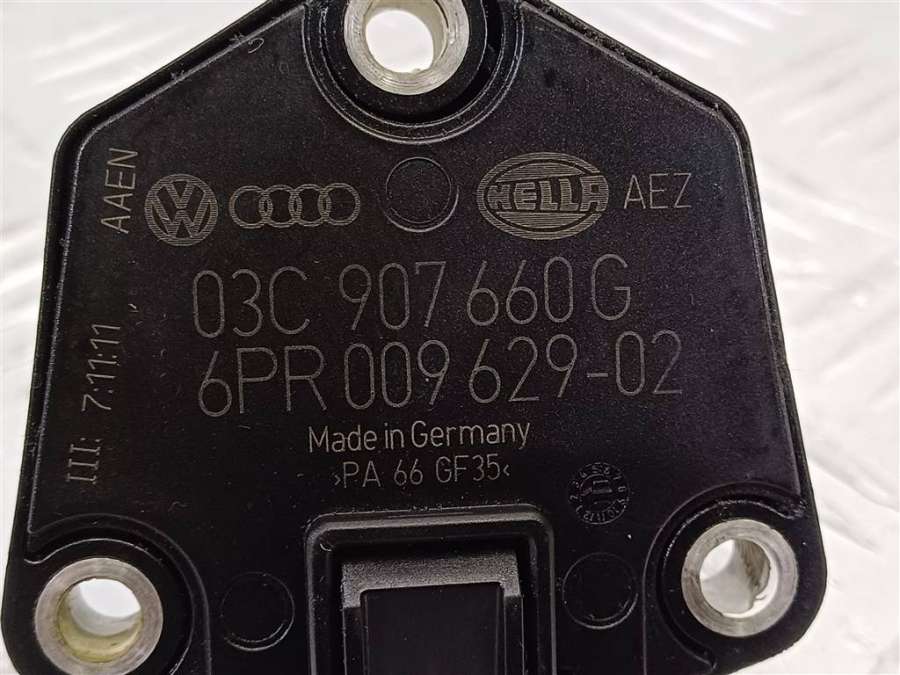 AAEN
VW
HELLA AEZ
03C 907 660 G
6PR 009 629-02
III: 7:11:11
Made in Germany
>PA 66 GF35<